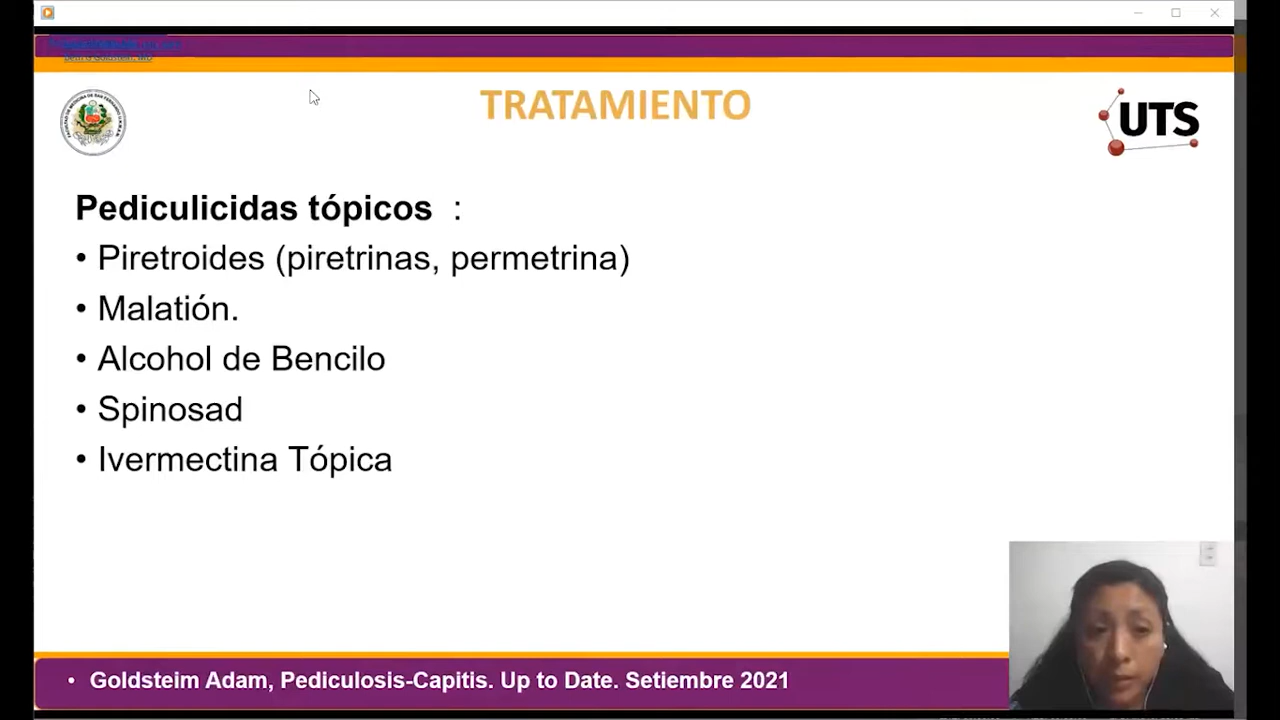 TRATAMIENTO
UTS
Pediculicidas tópicos :
• Piretroides (piretrinas, permetrina)
• Malatión.
• Alcohol de Bencilo
• Spinosad
• Ivermectina Tópica
• Goldsteim Adam, Pediculosis-Capitis. Up to Date. Setiembre 2021